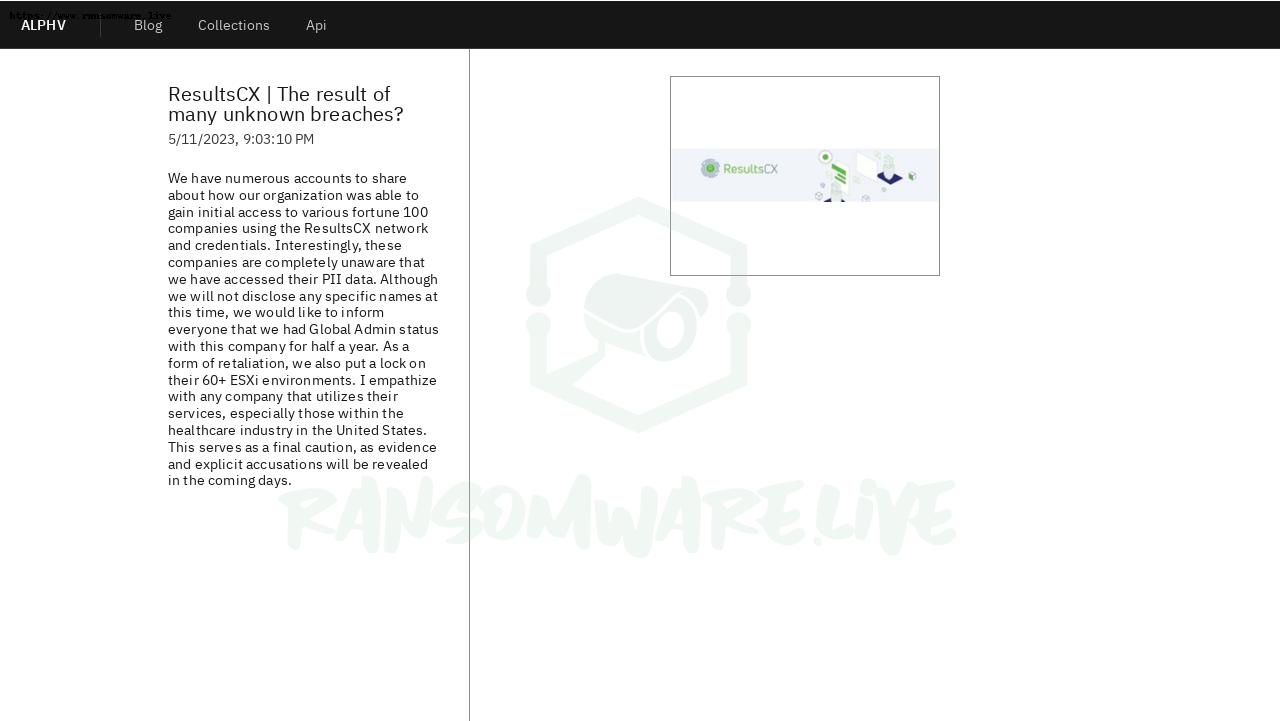 https://www.ransomware.live
ALPHV
Blog
Collections
Api
ResultsCX | The result of
many unknown breaches?
5/11/2023, 9:03:10 PM
We have numerous accounts to share
about how our organization was able to
gain initial access to various fortune 100
companies using the ResultsCX network
and credentials. Interestingly, these
companies are completely unaware that
we have accessed their PII data. Although
we will not disclose any specific names at
this time, we would like to inform
everyone that we had Global Admin status
with this company for half a year. As a
form of retaliation, we also put a lock on
their 60+ ESXi environments. I empathize
with any company that utilizes their
services, especially those within the
healthcare industry in the United States.
This serves as a final caution, as evidence
and explicit accusations will be revealed
in the coming days.
ResultsCX
RANSOMWARE.LIVE